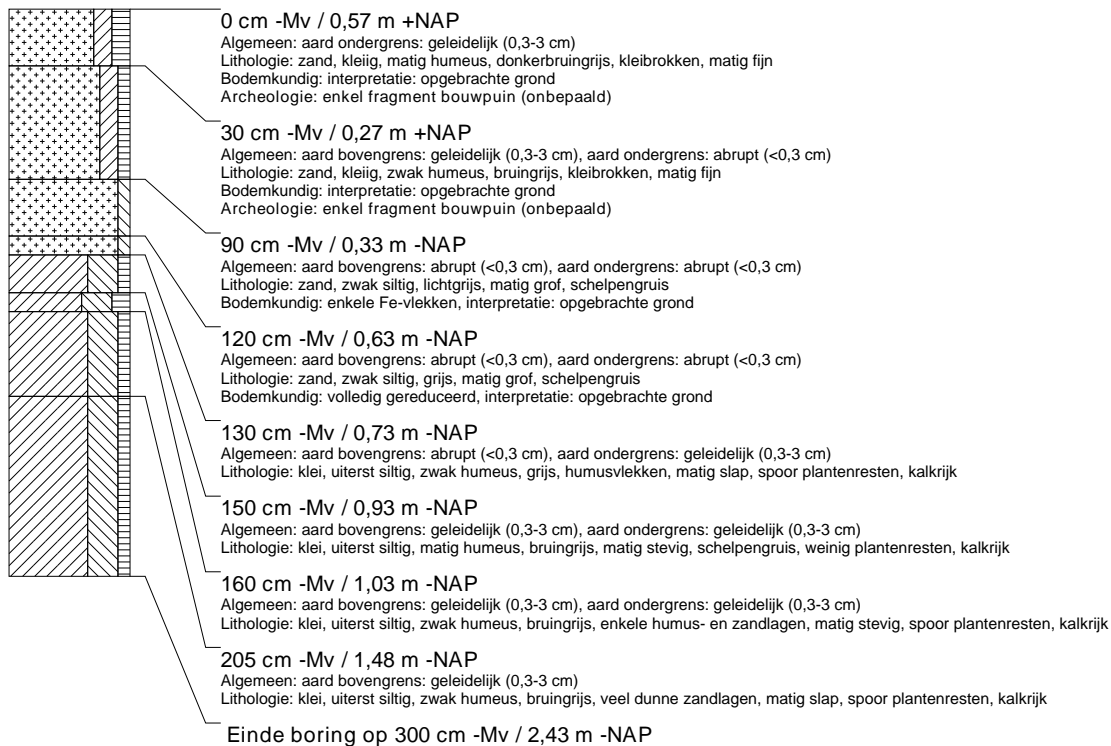 0 cm -Mv / 0,57 m +NAP
Algemeen: aard ondergrens: geleidelijk (0,3-3 cm)
Lithologie: zand, kleiig, matig humeus, donkerbruingrijs, kleibrokken, matig fijn
Bodemkundig: interpretatie: opgebrachte grond
Archeologie: enkel fragment bouwpuin (onbepaald)
30 cm -Mv / 0,27 m +NAP
Algemeen: aard bovengrens: geleidelijk (0,3-3 cm), aard ondergrens: abrupt (<0,3 cm)
Lithologie: zand, kleiig, zwak humeus, bruingrijs, kleibrokken, matig fijn
Bodemkundig: interpretatie: opgebrachte grond
Archeologie: enkel fragment bouwpuin (onbepaald)
90 cm -Mv / 0,33 m -NAP
Algemeen: aard bovengrens: abrupt (<0,3 cm), aard ondergrens: abrupt (<0,3 cm)
Lithologie: zand, zwak siltig, lichtgrijs, matig grof, schelpengruis
Bodemkundig: enkele Fe-vlekken, interpretatie: opgebrachte grond
120 cm -Mv / 0,63 m -NAP
Algemeen: aard bovengrens: abrupt (<0,3 cm), aard ondergrens: abrupt (<0,3 cm)
Lithologie: zand, zwak siltig, grijs, matig grof, schelpengruis
Bodemkundig: volledig gereduceerd, interpretatie: opgebrachte grond
130 cm -Mv / 0,73 m -NAP
Algemeen: aard bovengrens: abrupt (<0,3 cm), aard ondergrens: geleidelijk (0,3-3 cm)
Lithologie: klei, uiterst siltig, zwak humeus, grijs, humusvlekken, matig slap, spoor plantenresten, kalkrijk
150 cm -Mv / 0,93 m -NAP
Algemeen: aard bovengrens: geleidelijk (0,3-3 cm), aard ondergrens: geleidelijk (0,3-3 cm)
Lithologie: klei, uiterst siltig, matig humeus, bruingrijs, matig stevig, schelpengruis, weinig plantenresten, kalkrijk
160 cm -Mv / 1,03 m -NAP
Algemeen: aard bovengrens: geleidelijk (0,3-3 cm), aard ondergrens: geleidelijk (0,3-3 cm)
Lithologie: klei, uiterst siltig, zwak humeus, bruingrijs, enkele humus- en zandlagen, matig stevig, spoor plantenresten, kalkrijk
205 cm -Mv / 1,48 m -NAP
Algemeen: aard bovengrens: geleidelijk (0,3-3 cm)
Lithologie: klei, uiterst siltig, zwak humeus, bruingrijs, veel dunne zandlagen, matig slap, spoor plantenresten, kalkrijk
Einde boring op 300 cm -Mv / 2,43 m -NAP